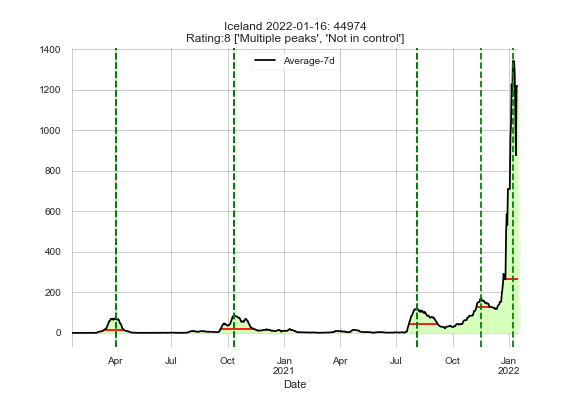 Iceland 2022-01-16: 44974
Rating:8 ['Multiple peaks', 'Not in control']
Average-7d
1400
1200
1000
800
600
400
200
0
Apr Jul Oct Jan Apr Jul Oct Jan
2021 2022
Date